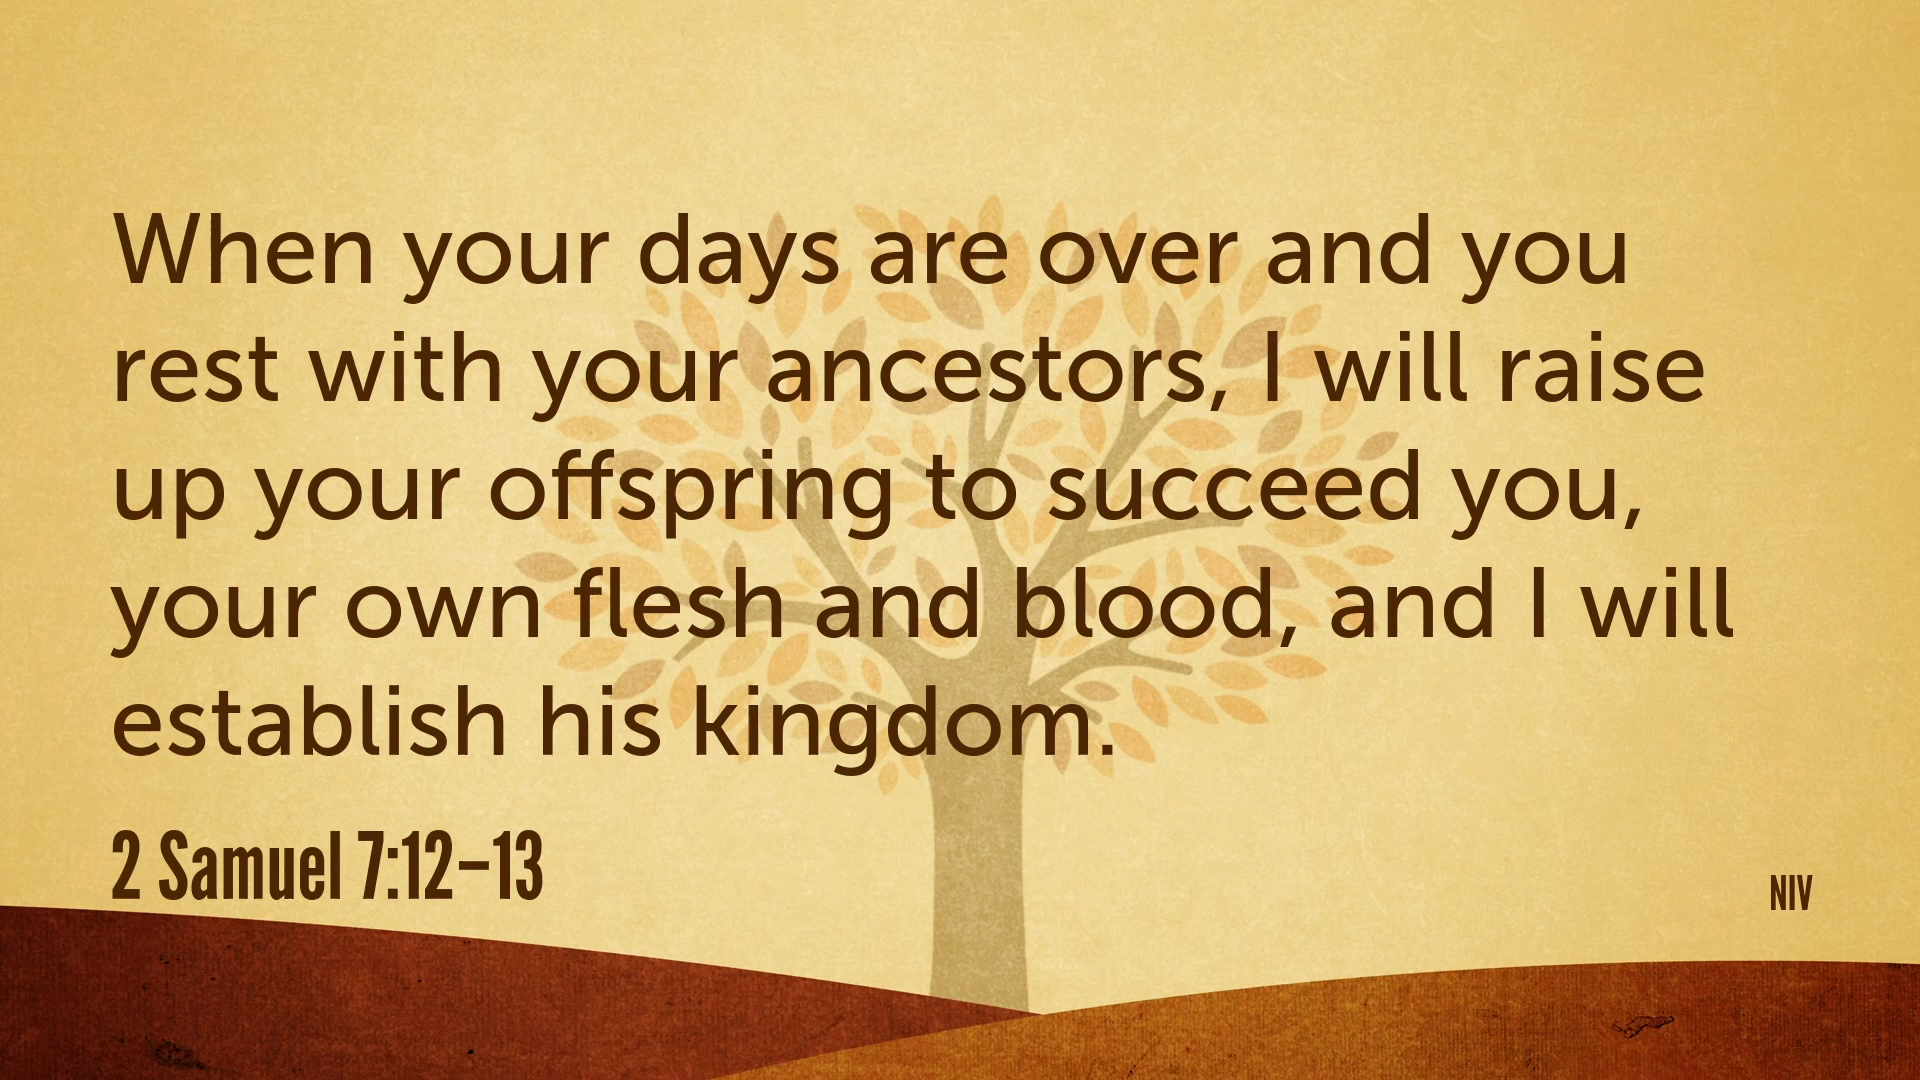 When your days are over and you
rest with your ancestors, I will raise
up your offspring to succeed you,
your own flesh and blood, and I will
establish his kingdom.
2 Samuel 7:12–13
NIV